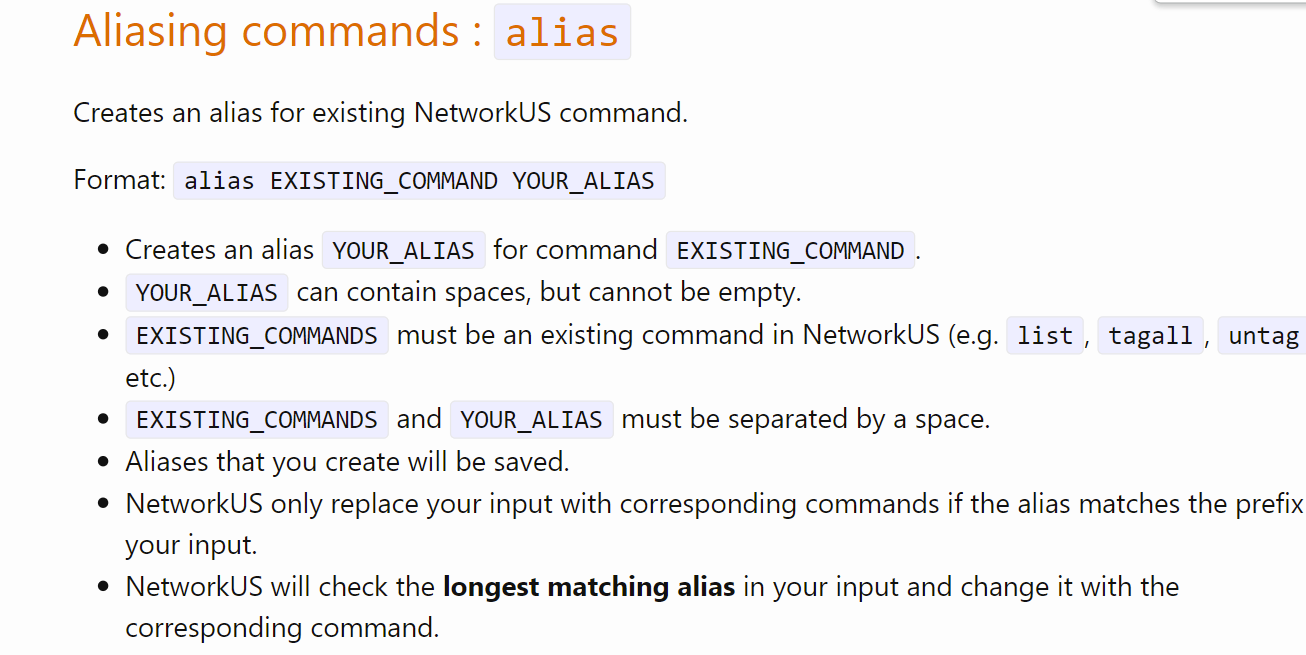 Aliasing commands : alias
Creates an alias for existing NetworkUS command.
Format: alias EXISTING_COMMAND YOUR_ALIAS
• Creates an alias YOUR_ALIAS for command EXISTING_COMMAND.
• YOUR_ALIAS can contain spaces, but cannot be empty.
• EXISTING_COMMANDS must be an existing command in NetworkUS (e.g. list, tagall, untag
etc.)
• EXISTING_COMMANDS and YOUR_ALIAS must be separated by a space.
• Aliases that you create will be saved.
• NetworkUS only replace your input with corresponding commands if the alias matches the prefix
your input.
• NetworkUS will check the longest matching alias in your input and change it with the
corresponding command.